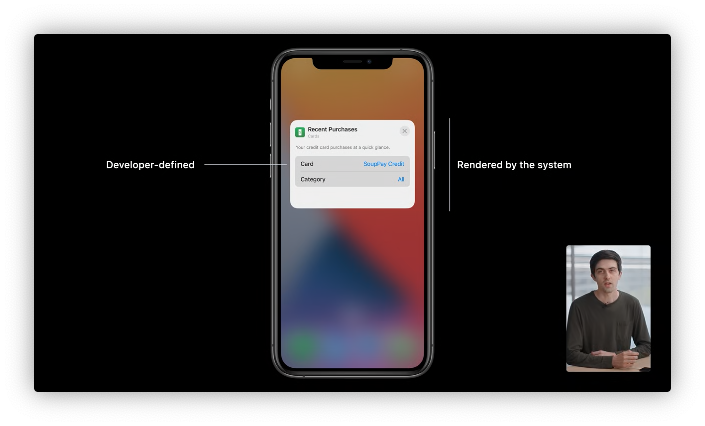 Recent Purchases
Your credit card purchases at a quick glance.
Developer-defined
Card
SoupPay Credit
Rendered by the system
Category
All